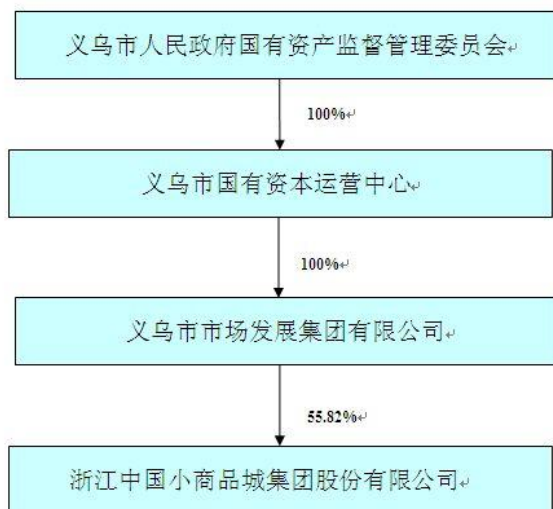 义乌市人民政府国有资产监督管理委员会
100%
义乌市国有资本运营中心
100%
义乌市市场发展集团有限公司
55.82%
浙江中国小商品城集团股份有限公司